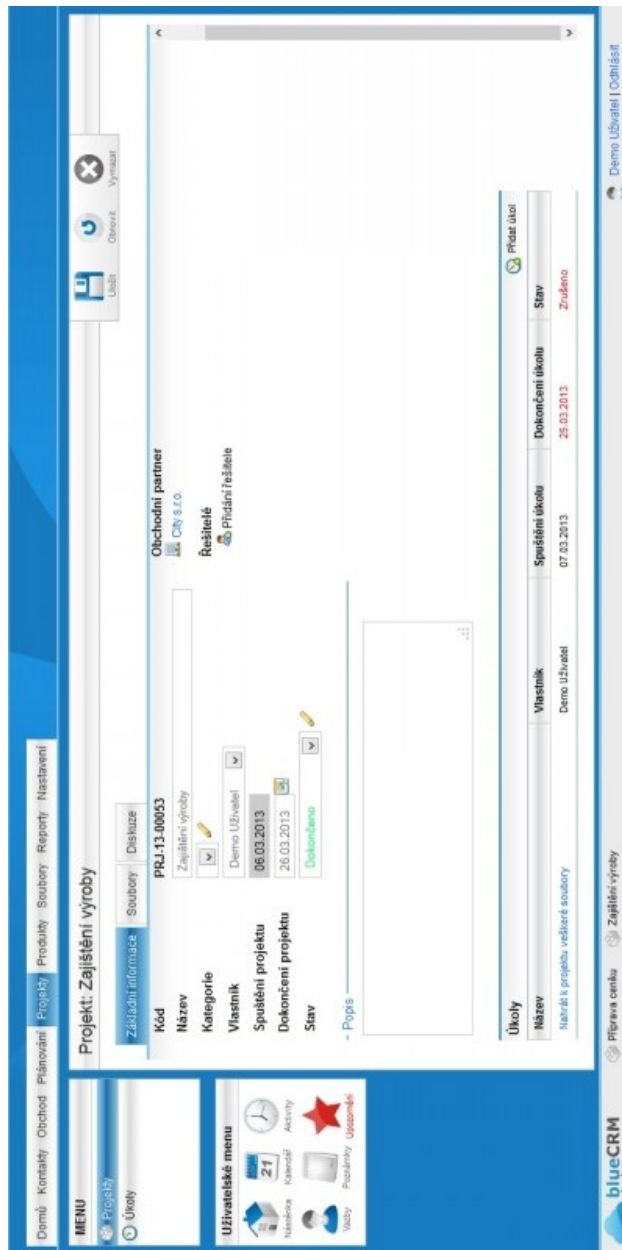 Domů Kontakty Obchod Plánování Projekty Produkty Soubory Reporty Nastavení
MENU
Projekty
Úkoly
Uživatelské menu
Nástěnka Kalendář Aktivity
Vazby Poznámky Upozornění
Projekt: Zajištění výroby
Uložit Obnovit Vymazat
Základní informace Soubory Diskuze
Kód PRJ-13-00053
Název Zajištění výroby
Kategorie
Vlastník Demo Uživatel
Spuštění projektu 06.03.2013
Dokončení projektu 26.03.2013
Stav Dokončeno
Obchodní partner
City s.r.o.
Řešitelé
Přidání řešitele
Popis
Úkoly Přidat úkol
Název Vlastník Spuštění úkolu Dokončení úkolu Stav
Nahrát k projektu veškeré soubory Demo Uživatel 07.03.2013 25.03.2013 Zrušeno
blueCRM Příprava ceníku Zajištění výroby Demo Uživatel | Odhlásit